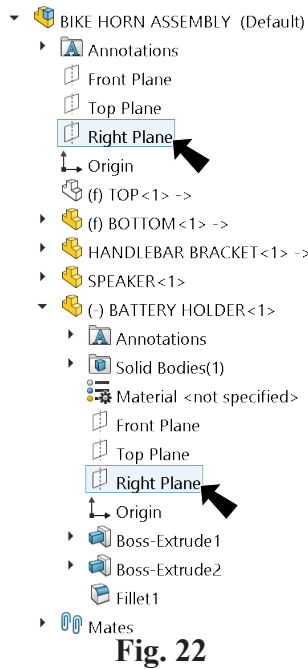 BIKE HORN ASSEMBLY (Default)
Annotations
Front Plane
Top Plane
Right Plane
Origin
(f) TOP<1> ->
(f) BOTTOM<1> ->
HANDLEBAR BRACKET<1> ->
SPEAKER<1>
(-) BATTERY HOLDER<1>
Annotations
Solid Bodies(1)
Material <not specified>
Front Plane
Top Plane
Right Plane
Origin
Boss-Extrude1
Boss-Extrude2
Fillet1
Mates
Fig. 22